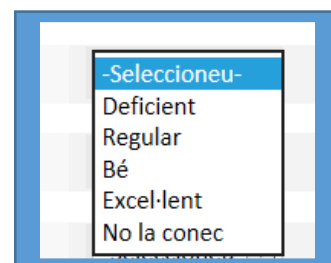 -Seleccioneu-
Deficient
Regular
Bé
Excel·lent
No la conec